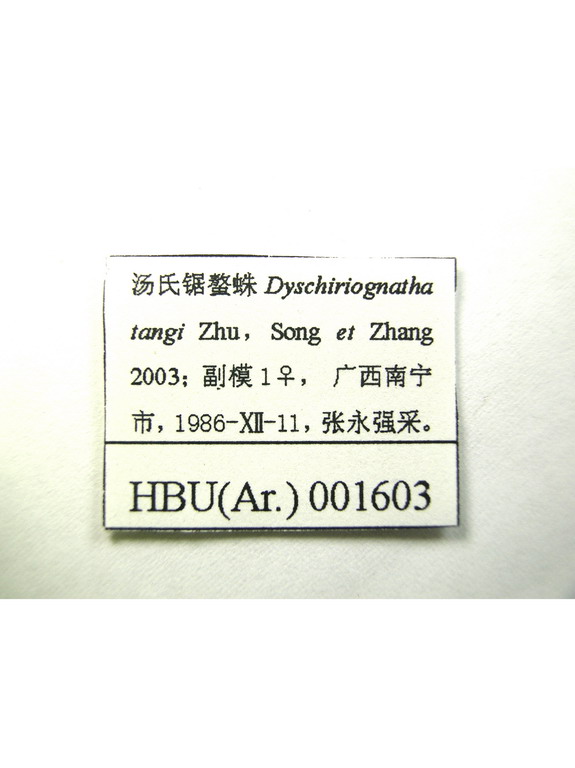 汤氏锯螯蛛 Dyschiriognatha
tangi Zhu, Song et Zhang
2003; 副模 1♀, 广西南宁
市, 1986-Ⅻ-11, 张永强采。
HBU(Ar.) 001603